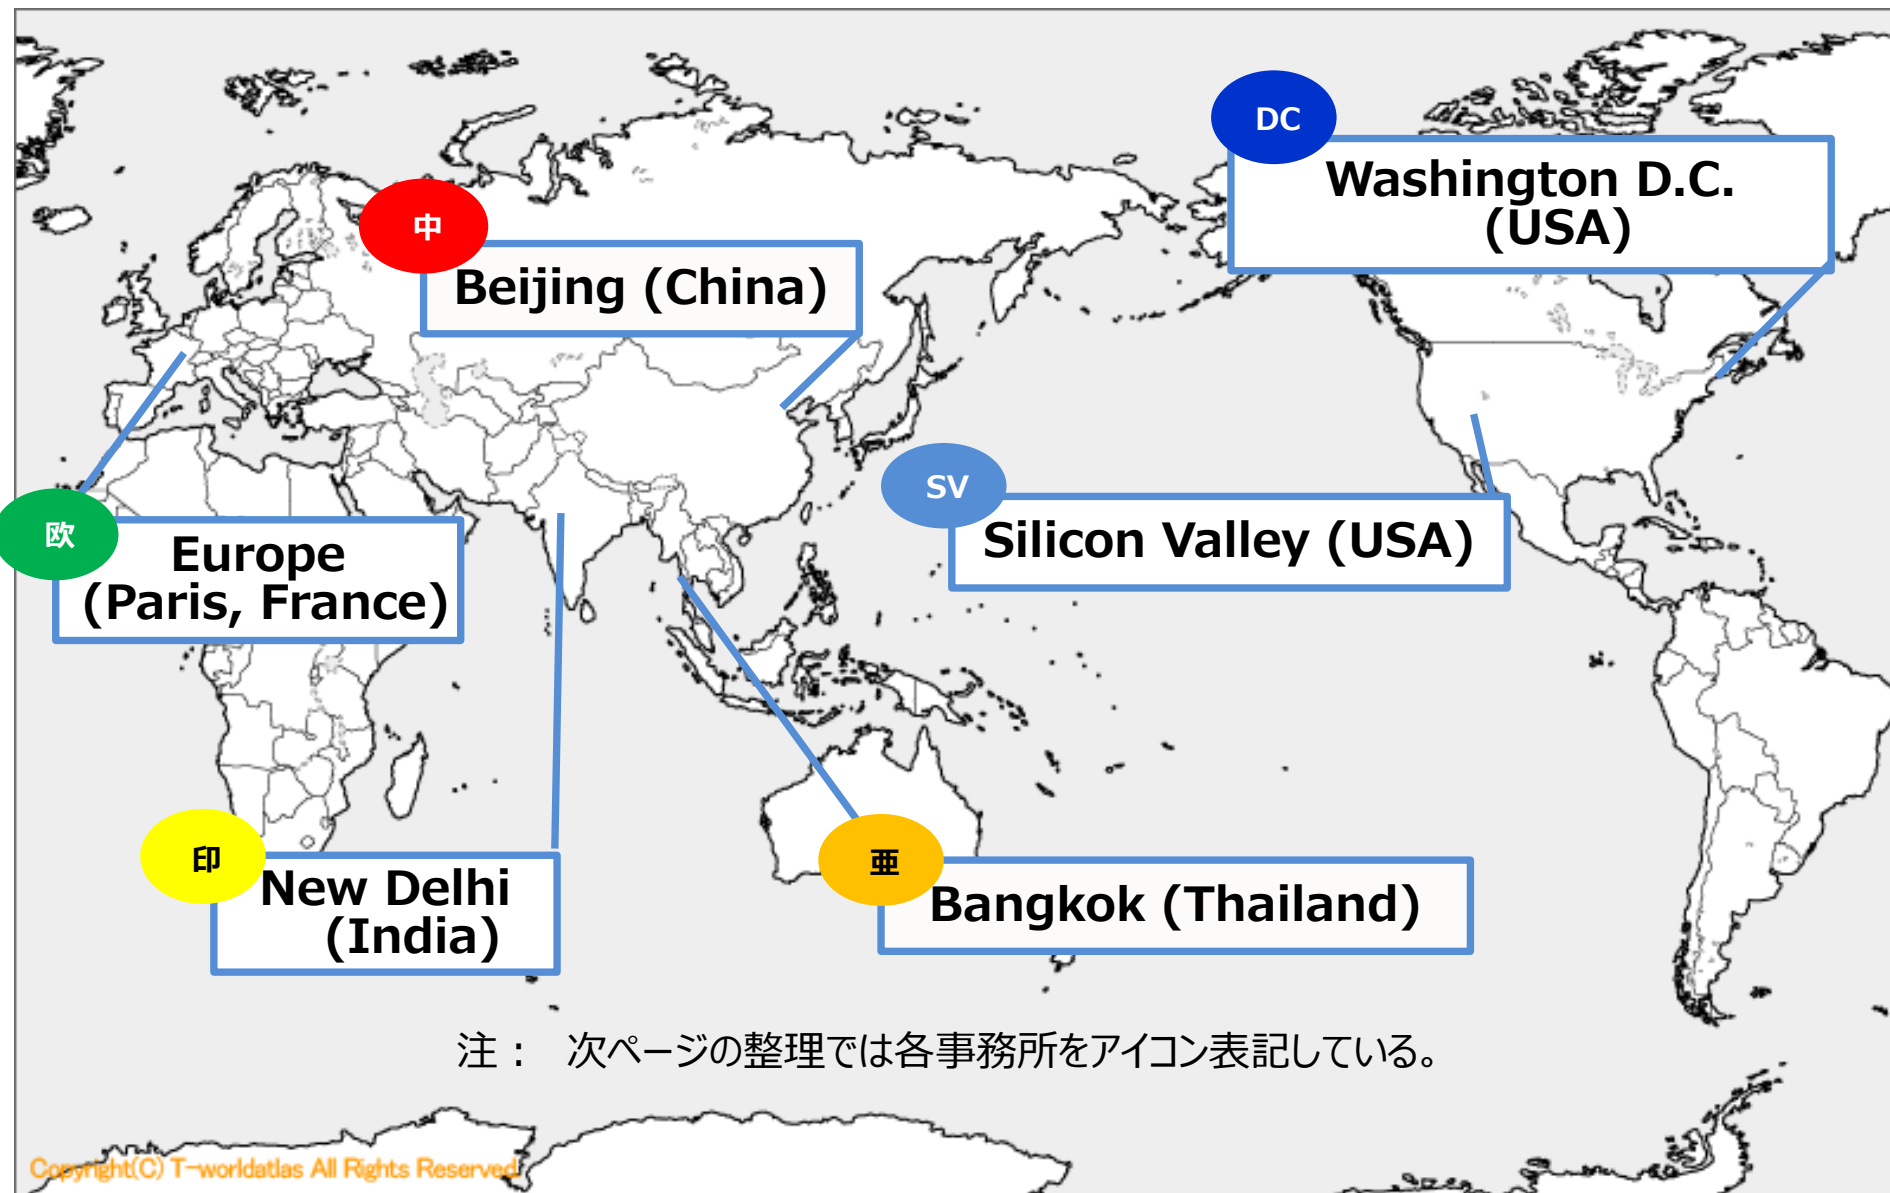 DC
Washington D.C.
(USA)
中
Beijing (China)
SV
Silicon Valley (USA)
欧
Europe
(Paris, France)
印
New Delhi
(India)
亜
Bangkok (Thailand)
注： 次ページの整理では各事務所をアイコン表記している。
Copyright(C) T-worldatlas All Rights Reserved